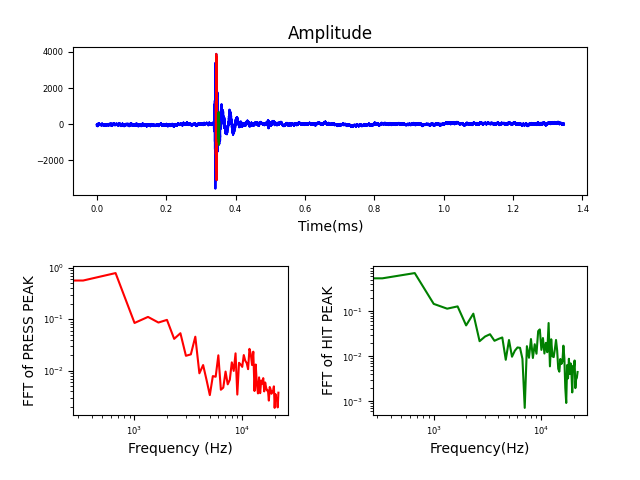 Amplitude
4000
2000
0
−2000
0.0 0.2 0.4 0.6 0.8 1.0 1.2 1.4
Time(ms)
FFT of PRESS PEAK
10⁰
10⁻¹
10⁻²
10³ 10⁴
Frequency (Hz)
FFT of HIT PEAK
10⁻¹
10⁻²
10⁻³
10³ 10⁴
Frequency(Hz)